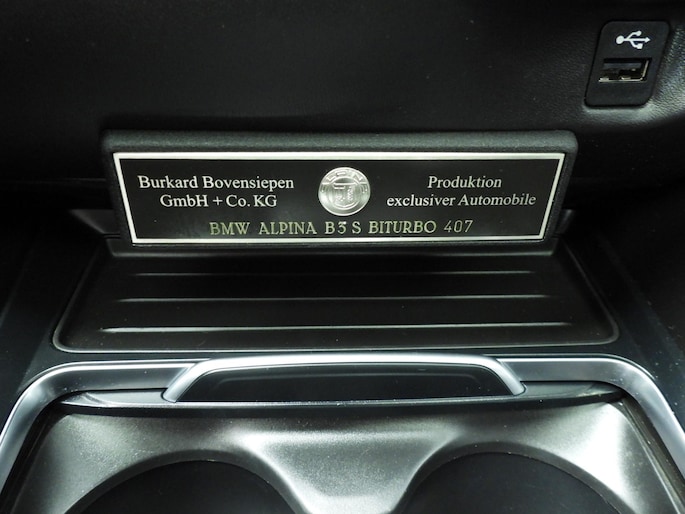 Burkard Bovensiepen
GmbH + Co. KG
Produktion
exclusiver Automobile
BMW ALPINA B3 S BITURBO 407